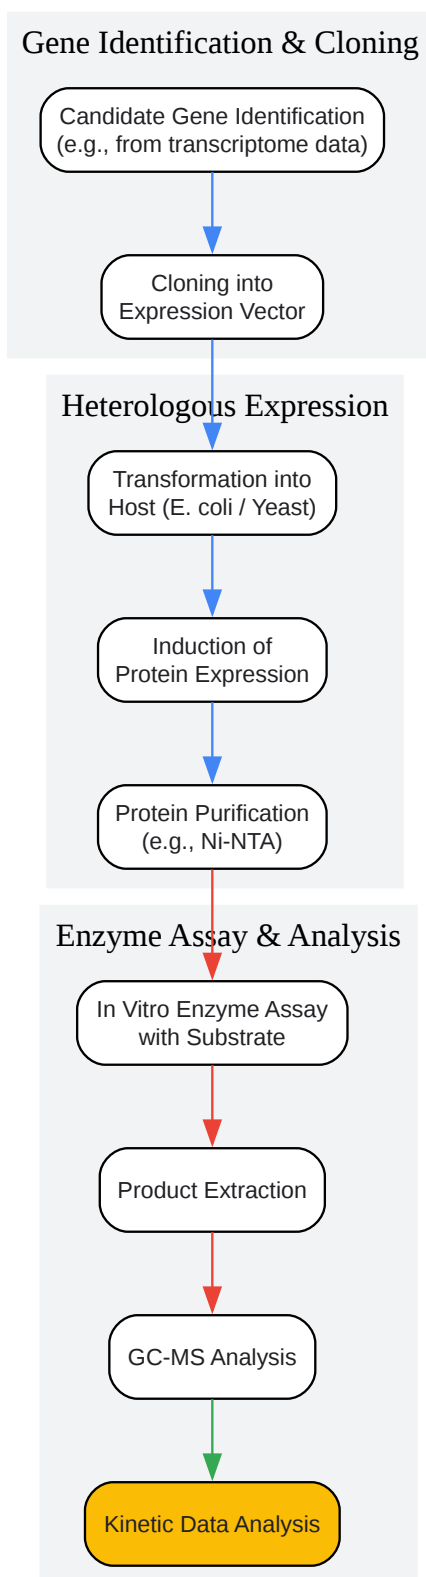 Gene Identification & Cloning
Candidate Gene Identification
(e.g., from transcriptome data)
Cloning into
Expression Vector
Heterologous Expression
Transformation into
Host (E. coli / Yeast)
Induction of
Protein Expression
Protein Purification
(e.g., Ni-NTA)
Enzyme Assay & Analysis
In Vitro Enzyme Assay
with Substrate
Product Extraction
GC-MS Analysis
Kinetic Data Analysis